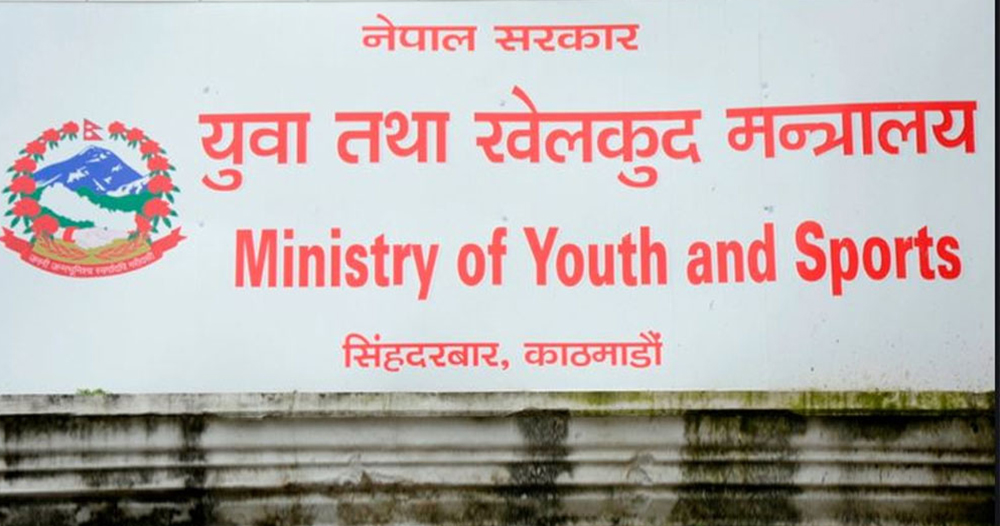 नेपाल सरकार
युवा तथा खेलकुद मन्त्रालय
Ministry of Youth and Sports
सिंहदरबार, काठमाडौं